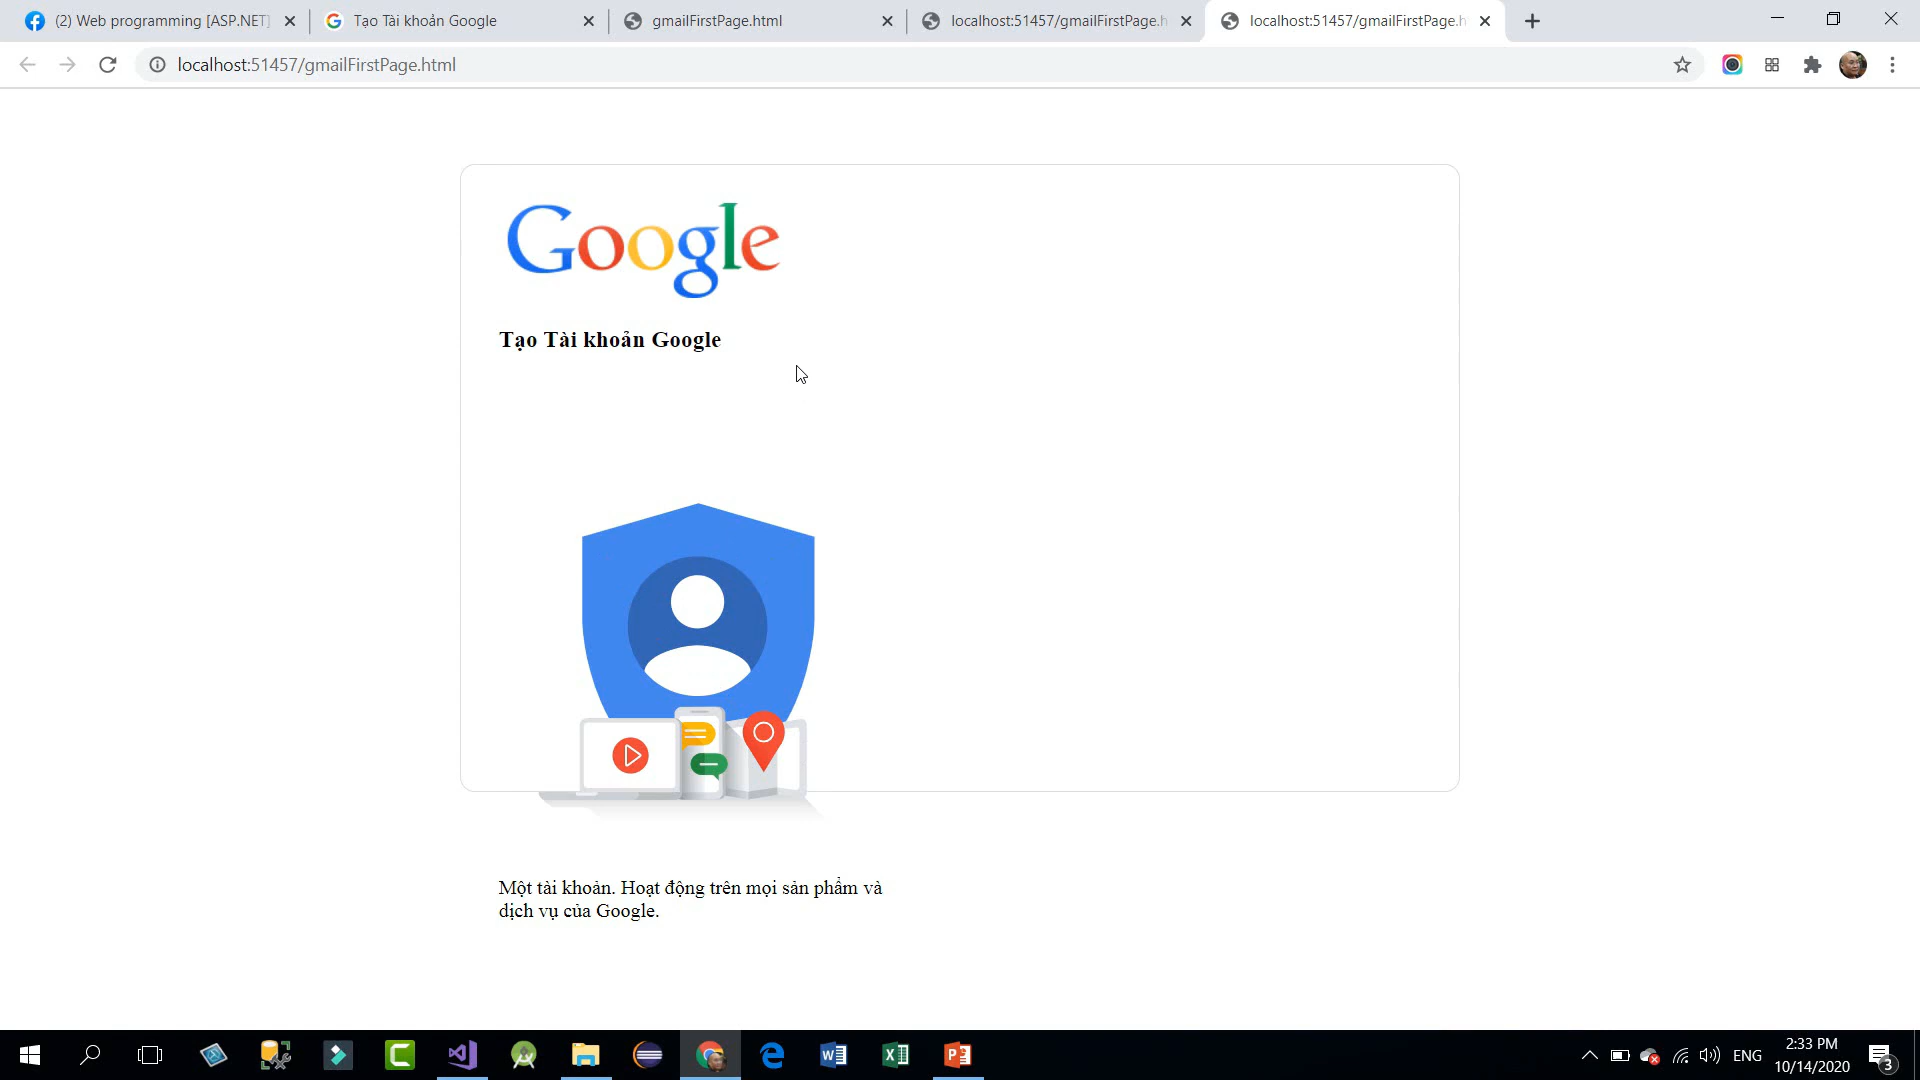 (2) Web programming [ASP.NET]
Tạo Tài khoản Google
gmailFirstPage.html
localhost:51457/gmailFirstPage.h
localhost:51457/gmailFirstPage.h
localhost:51457/gmailFirstPage.html
Google
Tạo Tài khoản Google
Một tài khoản. Hoạt động trên mọi sản phẩm và
dịch vụ của Google.
ENG
2:33 PM
10/14/2020
3